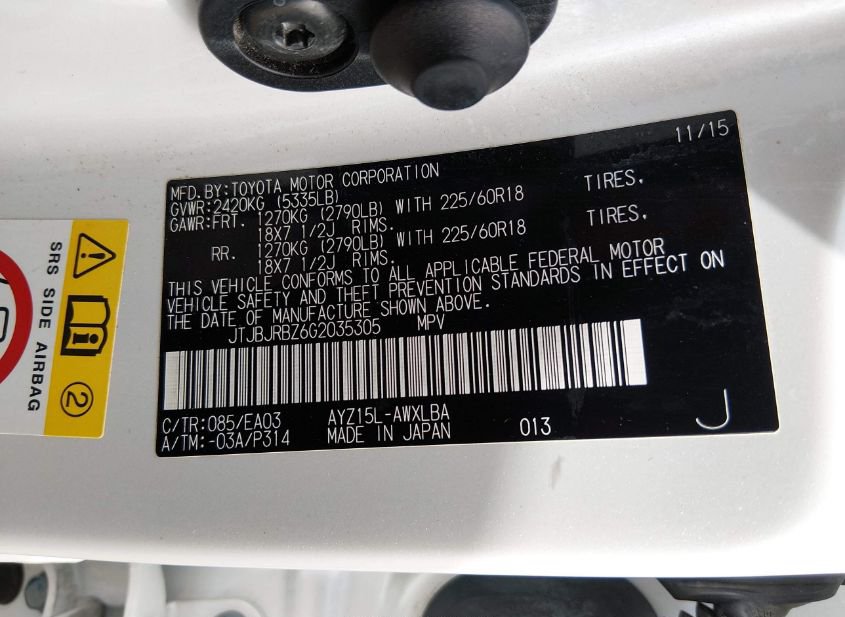 11/15
MFD.BY:TOYOTA MOTOR CORPORATION
GVWR:2420KG (5335LB)
GAWR:FRT. 1270KG (2790LB) WITH 225/60R18 TIRES.
18X7 1/2J RIMS.
RR. 1270KG (2790LB) WITH 225/60R18 TIRES.
18X7 1/2J RIMS.
THIS VEHICLE CONFORMS TO ALL APPLICABLE FEDERAL MOTOR
VEHICLE SAFETY AND THEFT PREVENTION STANDARDS IN EFFECT ON
THE DATE OF MANUFACTURE SHOWN ABOVE.
JTJBJRBZ6G2035305 MPV
C/TR:085/EA03 AYZ15L-AWXLBA
A/TM:-03A/P314 MADE IN JAPAN 013
J
SRS SIDE AIRBAG
2